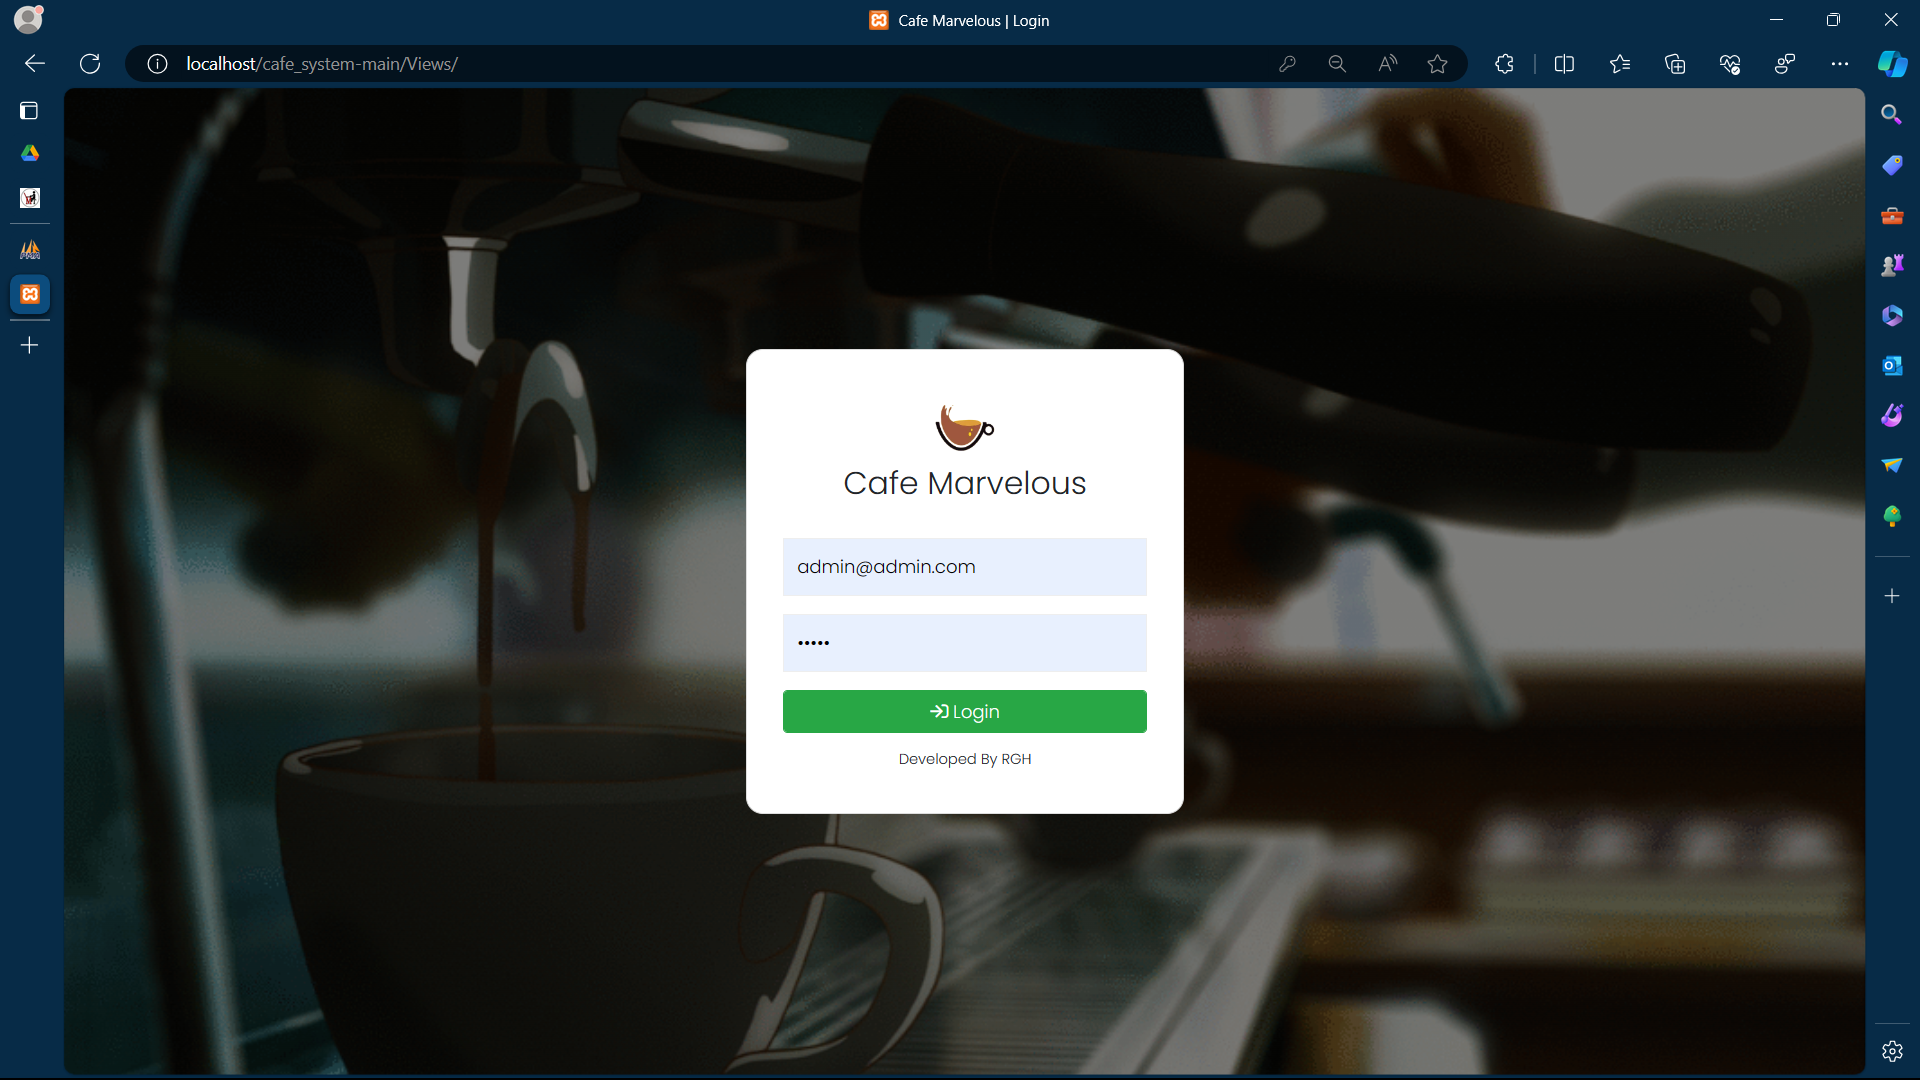 Cafe Marvelous | Login
localhost/cafe_system-main/Views/
Cafe Marvelous
admin@admin.com
•••••
Login
Developed By RGH